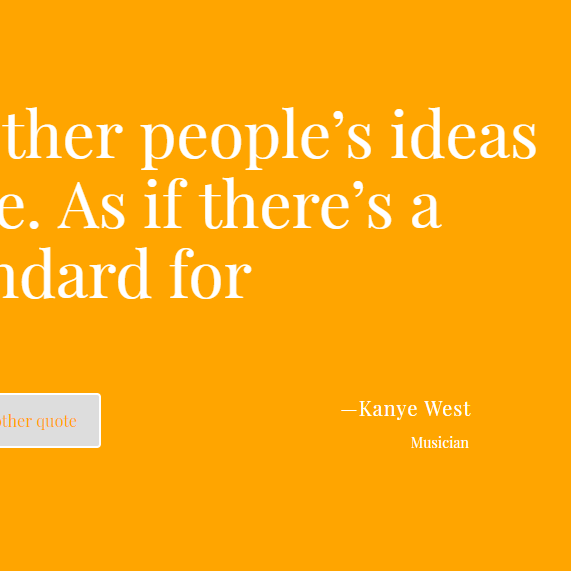 ther people’s ideas
e. As if there’s a
ndard for
other quote
—Kanye West
Musician